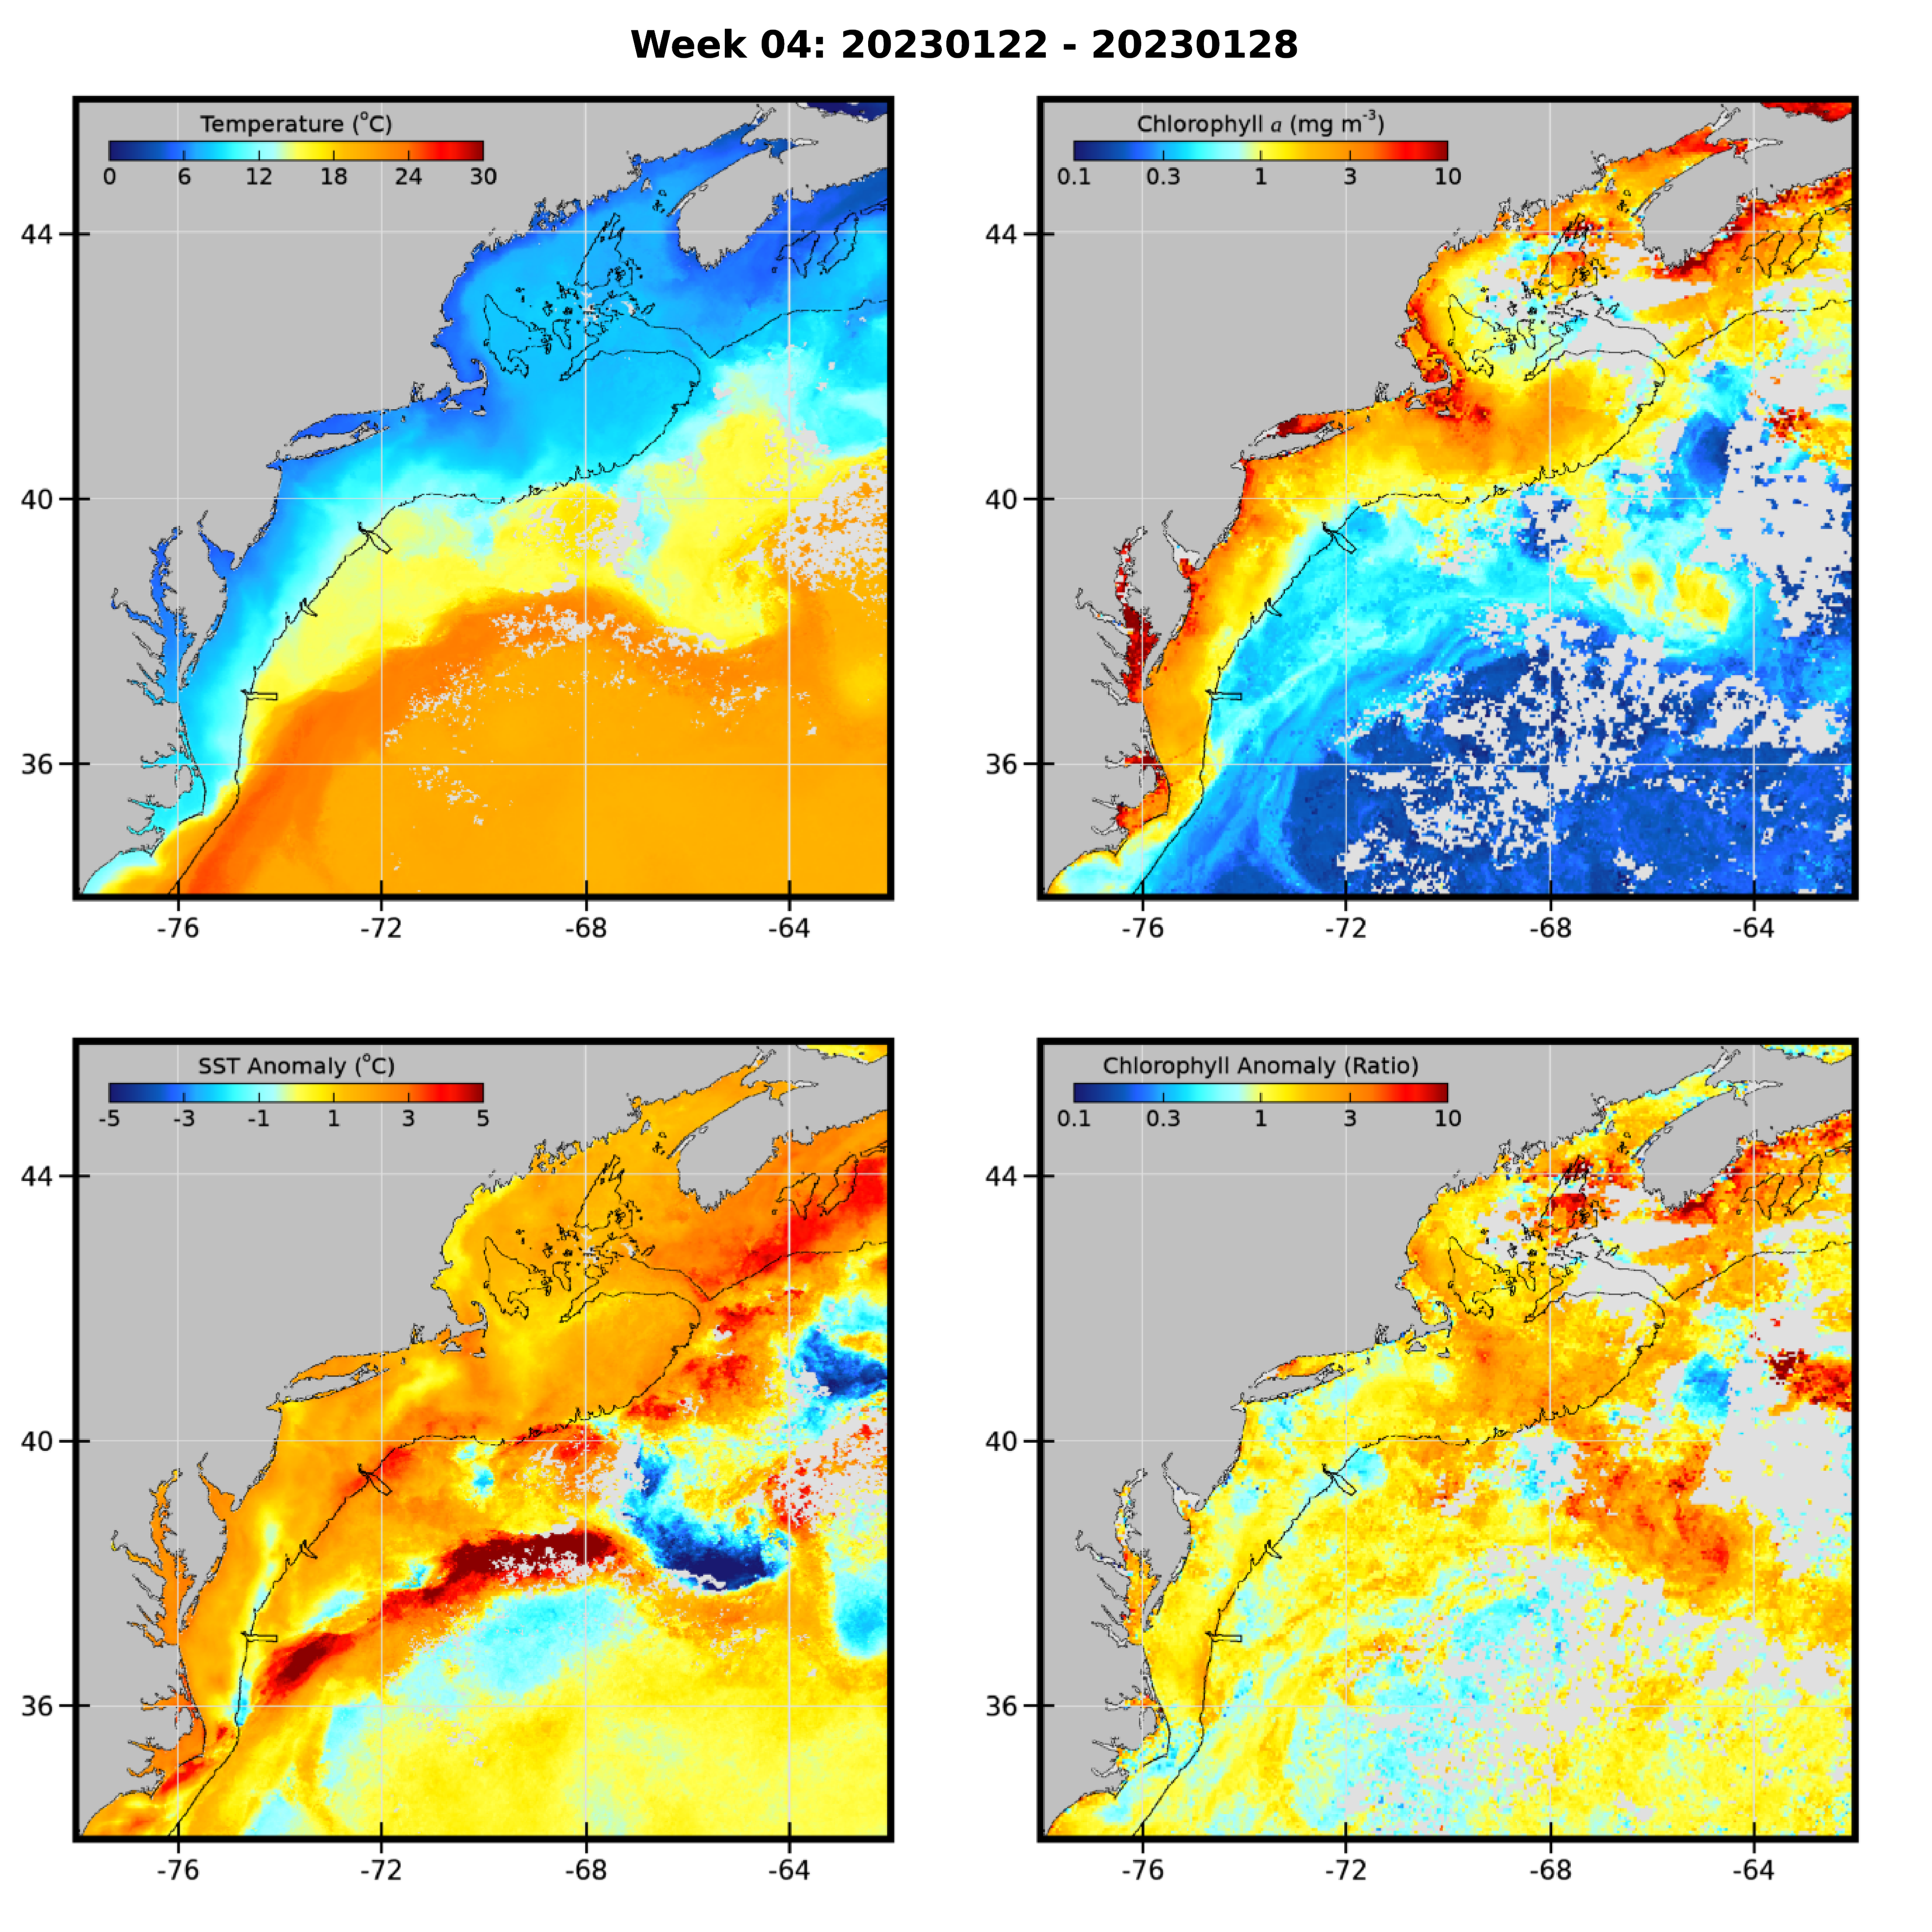 Week 04: 20230122 - 20230128
Temperature (°C)
0 6 12 18 24 30
44
40
36
-76 -72 -68 -64
Chlorophyll a (mg m⁻³)
0.1 0.3 1 3 10
44
40
36
-76 -72 -68 -64
SST Anomaly (°C)
-5 -3 -1 1 3 5
44
40
36
-76 -72 -68 -64
Chlorophyll Anomaly (Ratio)
0.1 0.3 1 3 10
44
40
36
-76 -72 -68 -64